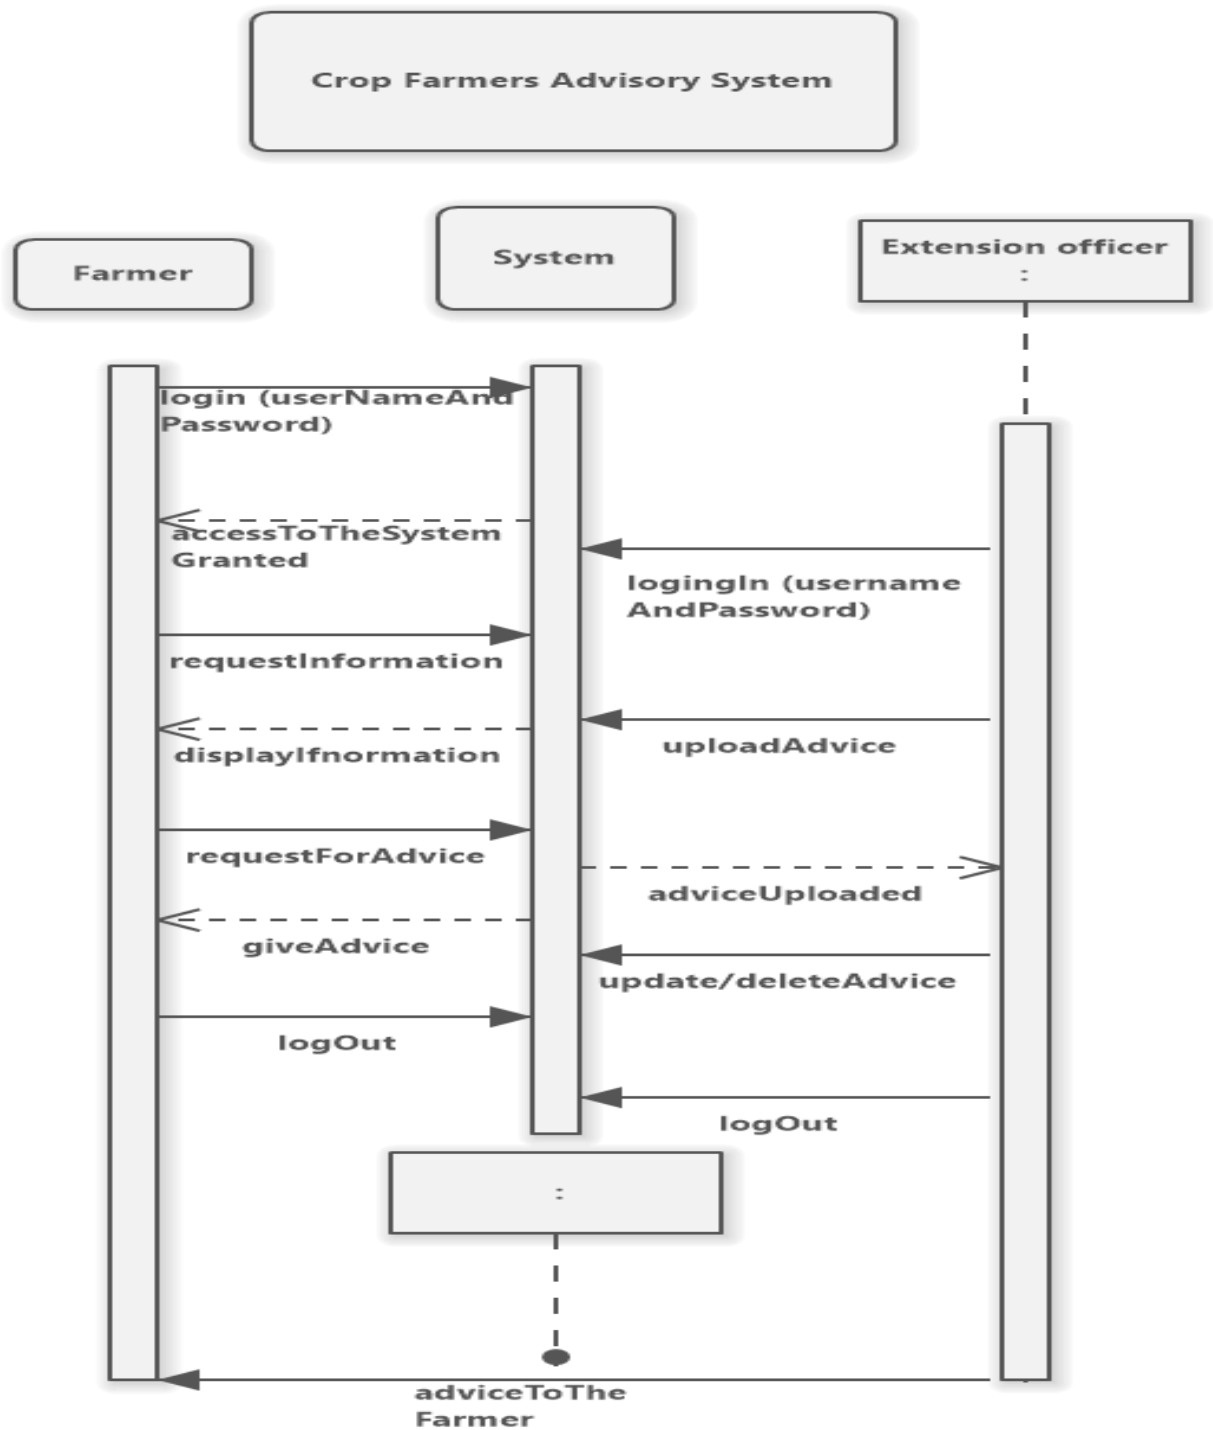 Crop Farmers Advisory System
Farmer
System
Extension officer
:
login (userNameAnd
Password)
accessToTheSystem
Granted
logingIn (username
AndPassword)
requestInformation
uploadAdvice
displayIfnormation
requestForAdvice
adviceUploaded
giveAdvice
update/deleteAdvice
logOut
logOut
:
adviceToThe
Farmer